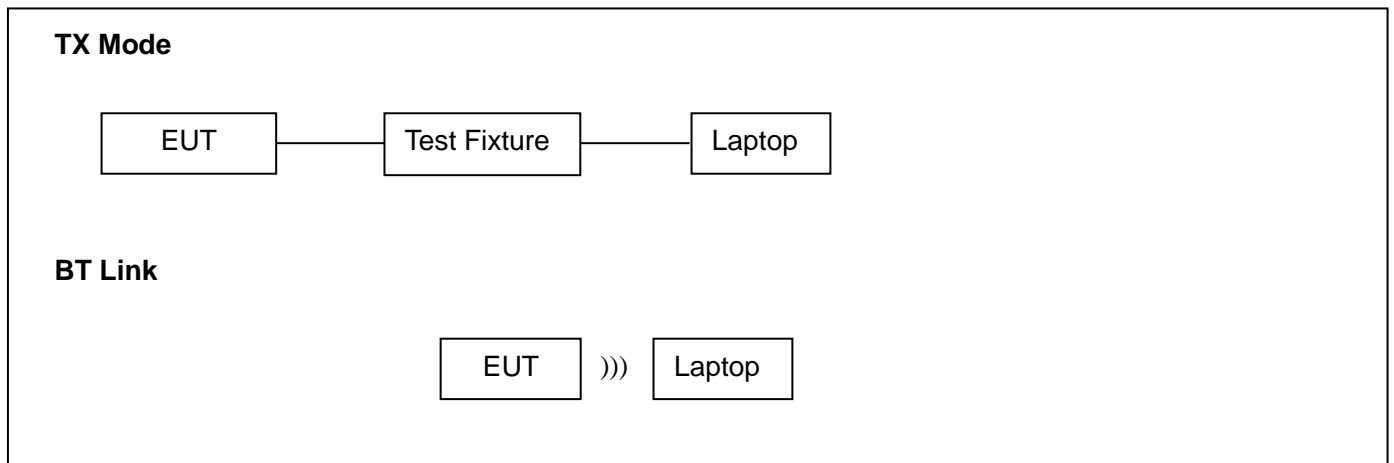 TX Mode
EUT Test Fixture Laptop
BT Link
EUT ))) Laptop